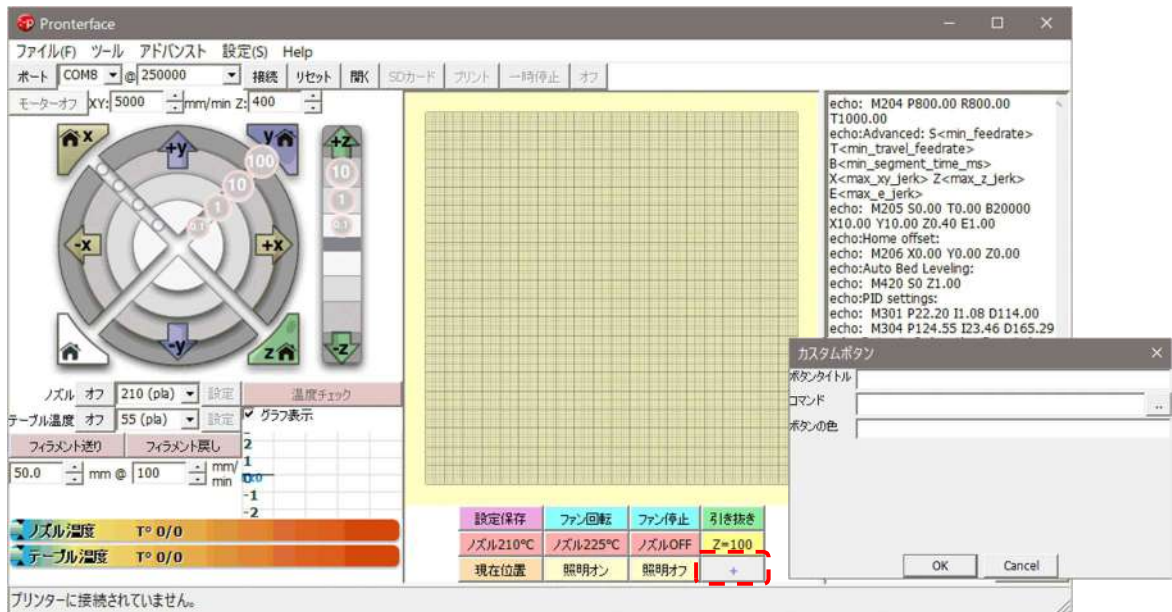 Pronterface
ファイル(F) ツール アドバンスト 設定(S) Help
ポート COM8 @ 250000 接続 リセット 開く SDカード プリント 一時停止 オフ
モーターオフ XY: 5000 mm/min Z: 400
X
+y
y
+Z
100
10
1
0.1
10
1
0.1
-X
+X
-y
z
-Z
ノズル オフ 210 (pla) 設定 温度チェック
テーブル温度 オフ 55 (pla) 設定 グラフ表示
フィラメント送り フィラメント戻し
50.0 mm @ 100 mm/min
2
1
0.0
-1
-2
ノズル温度 T° 0/0
テーブル温度 T° 0/0
設定保存 ファン回転 ファン停止 引き抜き
ノズル210℃ ノズル225℃ ノズルOFF Z=100
現在位置 照明オン 照明オフ +
echo: M204 P800.00 R800.00
T1000.00
echo:Advanced: S<min_feedrate>
T<min_travel_feedrate>
B<min_segment_time_ms>
X<max_xy_jerk> Z<max_z_jerk>
E<max_e_jerk>
echo: M205 S0.00 T0.00 B20000
X10.00 Y10.00 Z0.40 E1.00
echo:Home offset:
echo: M206 X0.00 Y0.00 Z0.00
echo:Auto Bed Leveling:
echo: M420 S0 Z1.00
echo:PID settings:
echo: M301 P22.20 I1.08 D114.00
echo: M304 P124.55 I23.46 D165.29
カスタムボタン
ボタンタイトル
コマンド ..
ボタンの色
OK Cancel
プリンターに接続されていません。